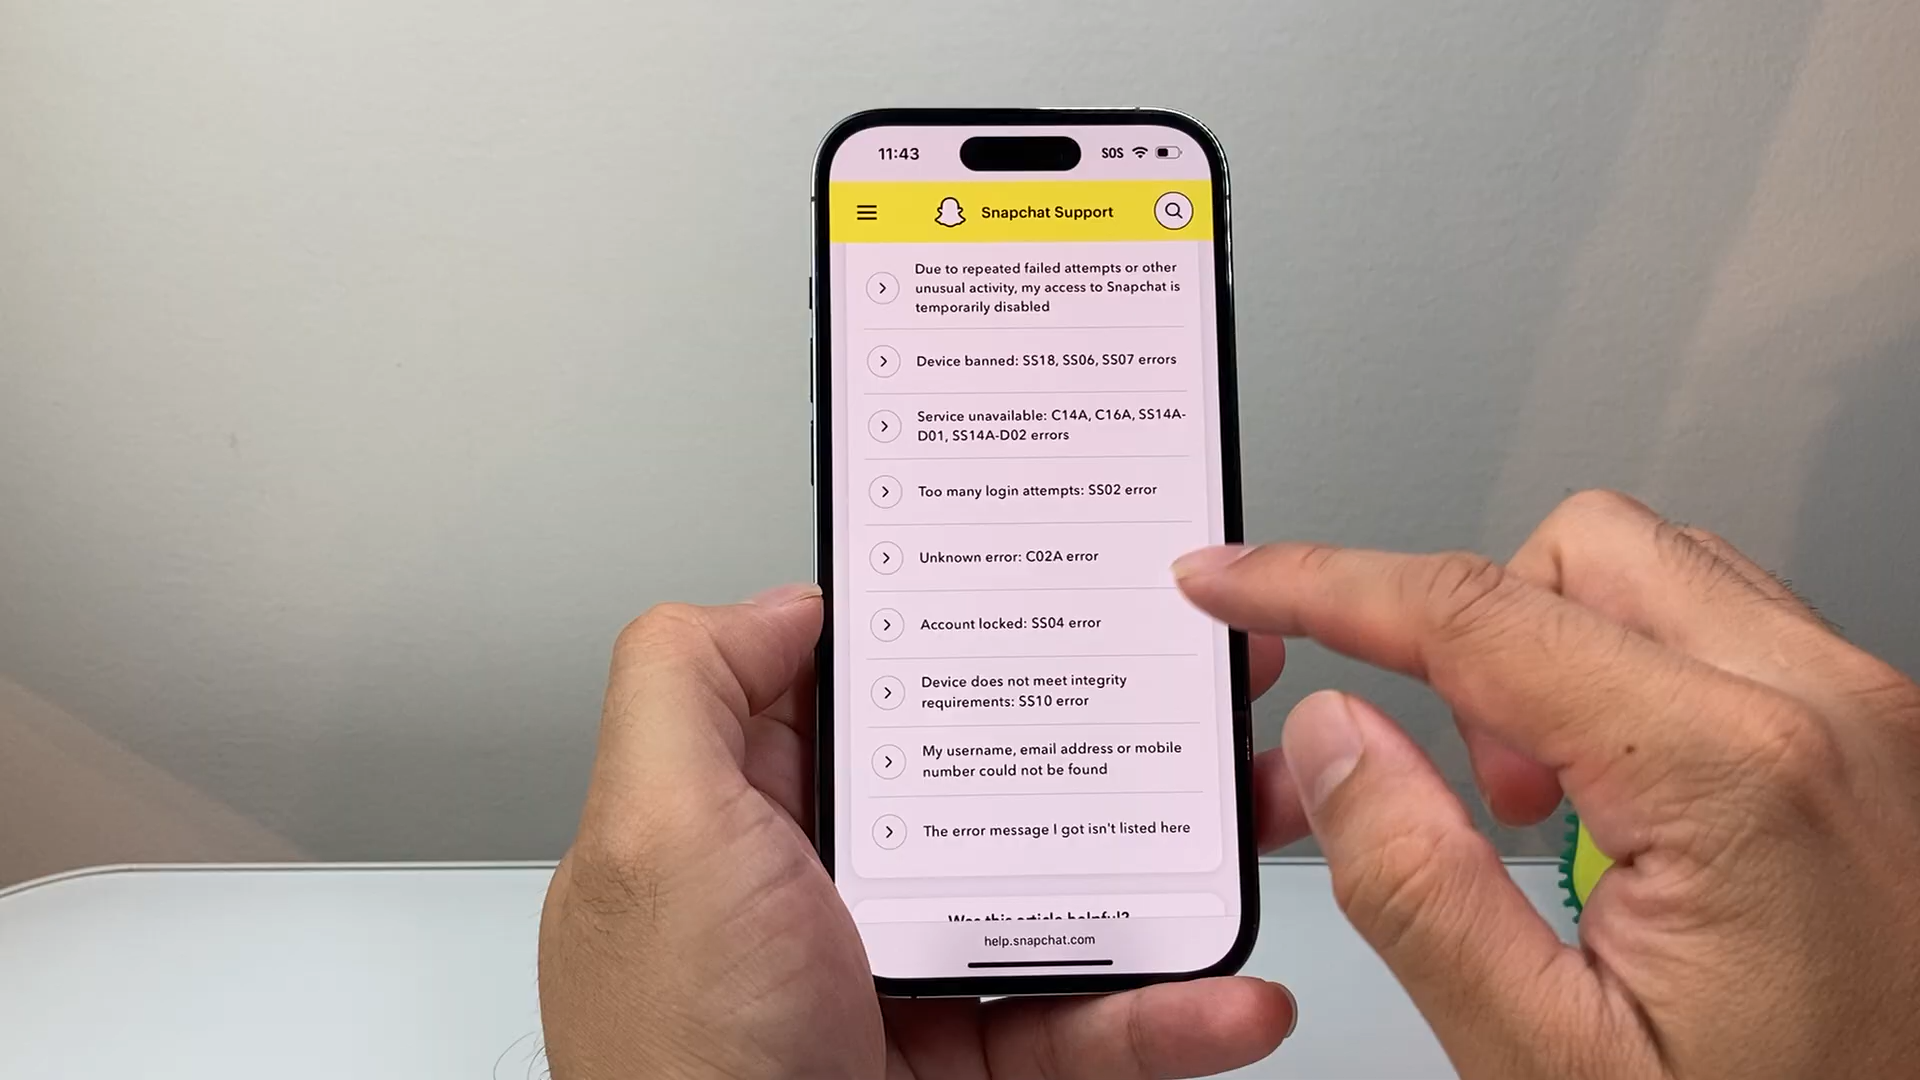 11:43
SOS
Snapchat Support
Due to repeated failed attempts or other
unusual activity, my access to Snapchat is
temporarily disabled
Device banned: SS18, SS06, SS07 errors
Service unavailable: C14A, C16A, SS14A-
D01, SS14A-D02 errors
Too many login attempts: SS02 error
Unknown error: C02A error
Account locked: SS04 error
Device does not meet integrity
requirements: SS10 error
My username, email address or mobile
number could not be found
The error message I got isn't listed here
Was this article helpful?
help.snapchat.com